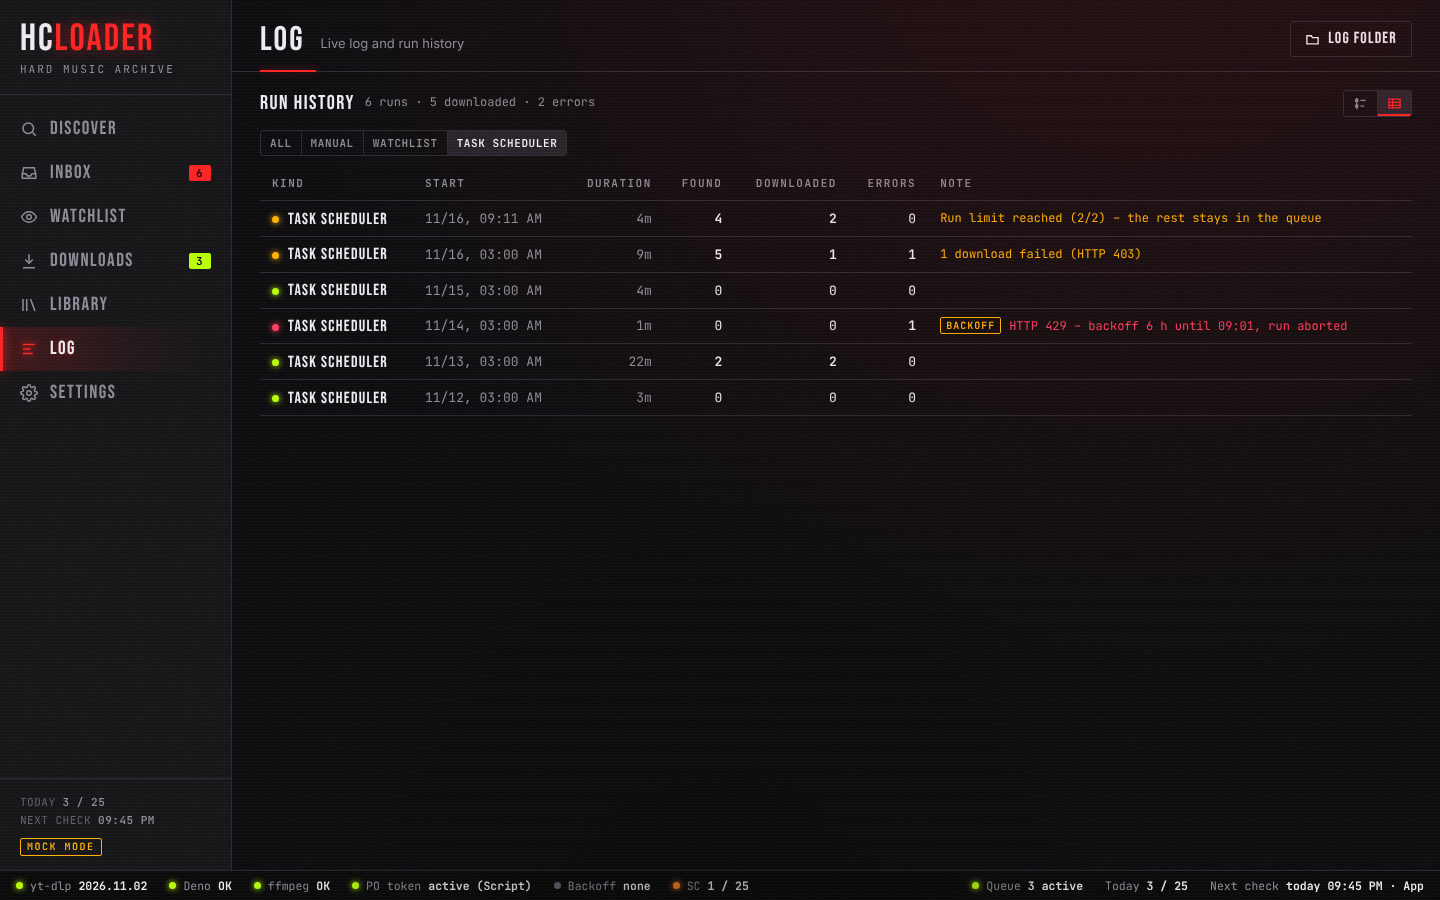 HCLOADER
HARD MUSIC ARCHIVE
DISCOVER
INBOX 6
WATCHLIST
DOWNLOADS 3
LIBRARY
LOG
SETTINGS
TODAY 3 / 25
NEXT CHECK 09:45 PM
MOCK MODE
LOG Live log and run history
LOG FOLDER
RUN HISTORY 6 runs · 5 downloaded · 2 errors
ALL MANUAL WATCHLIST TASK SCHEDULER
KIND START DURATION FOUND DOWNLOADED ERRORS NOTE
TASK SCHEDULER 11/16, 09:11 AM 4m 4 2 0 Run limit reached (2/2) – the rest stays in the queue
TASK SCHEDULER 11/16, 03:00 AM 9m 5 1 1 1 download failed (HTTP 403)
TASK SCHEDULER 11/15, 03:00 AM 4m 0 0 0
TASK SCHEDULER 11/14, 03:00 AM 1m 0 0 1 BACKOFF HTTP 429 – backoff 6 h until 09:01, run aborted
TASK SCHEDULER 11/13, 03:00 AM 22m 2 2 0
TASK SCHEDULER 11/12, 03:00 AM 3m 0 0 0
yt-dlp 2026.11.02 Deno OK ffmpeg OK PO token active (Script) Backoff none SC 1 / 25 Queue 3 active Today 3 / 25 Next check today 09:45 PM · App